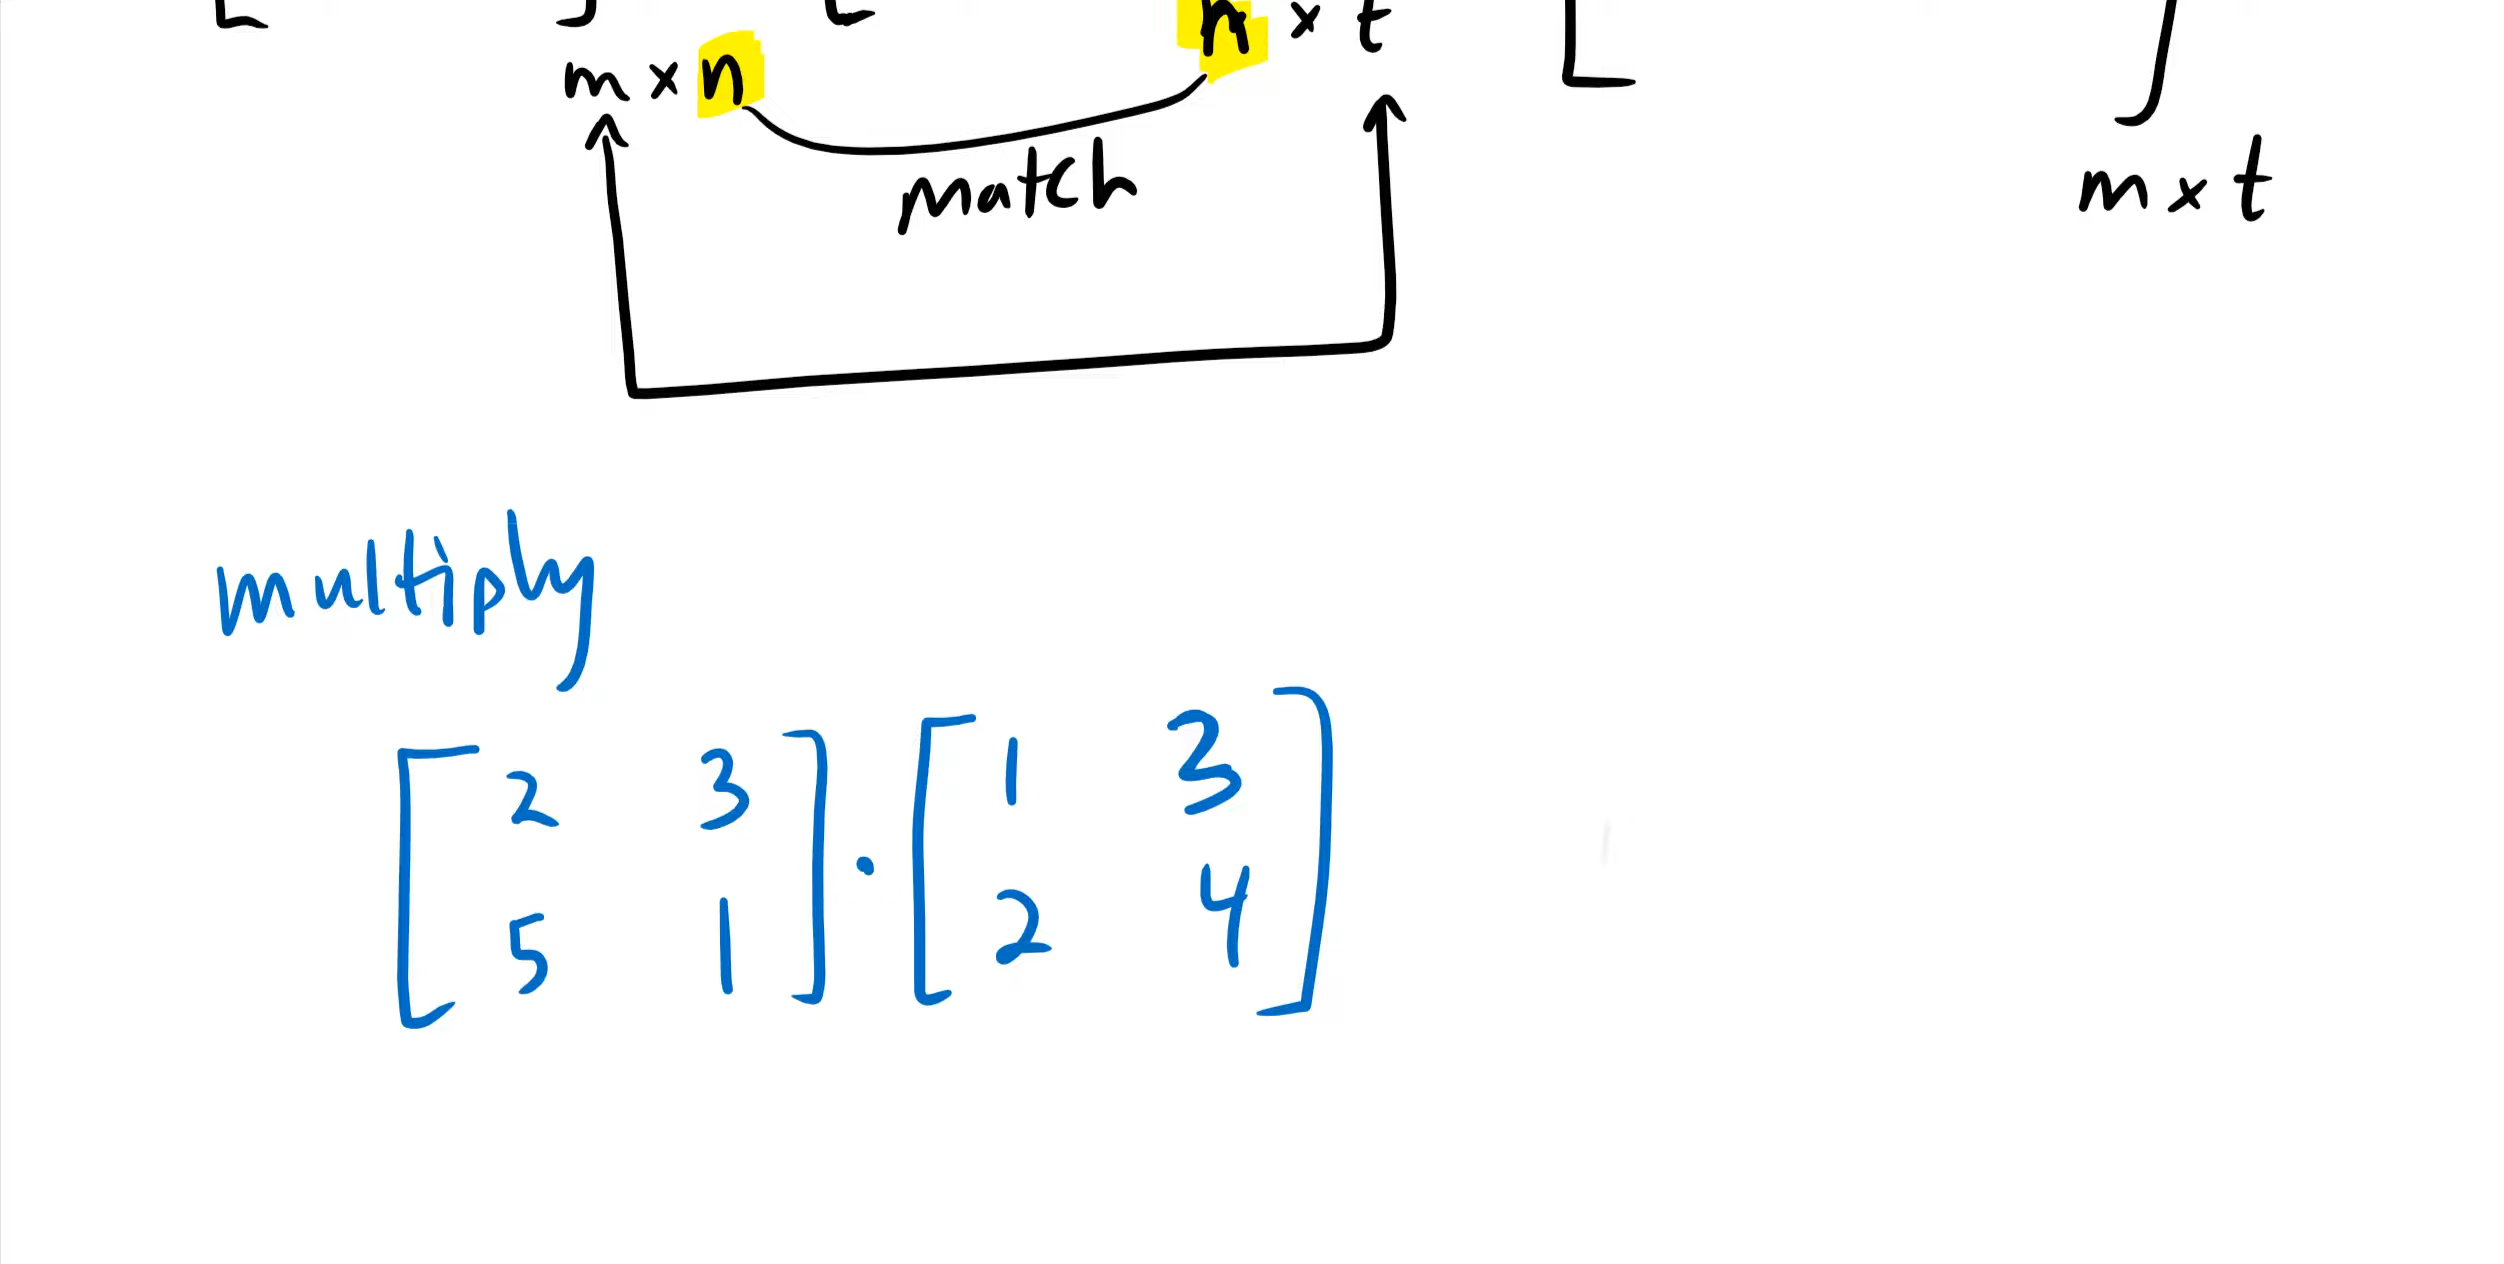 m × n n × t
match
m × t
multiply
2 3 1 3
5 1 • 2 4